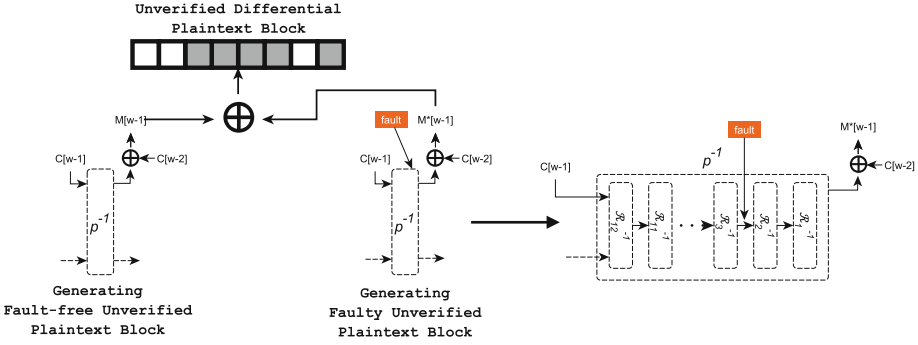 Unverified Differential
Plaintext Block
M[w-1]
fault
M*[w-1]
fault
M*[w-1]
C[w-1]
C[w-2]
C[w-1]
C[w-2]
C[w-1]
p⁻¹
C[w-2]
p⁻¹
p⁻¹
ℛ₁₂⁻¹
ℛ₁₁⁻¹
• • •
ℛ₃⁻¹
ℛ₂⁻¹
ℛ₁⁻¹
Generating
Fault-free Unverified
Plaintext Block
Generating
Faulty Unverified
Plaintext Block